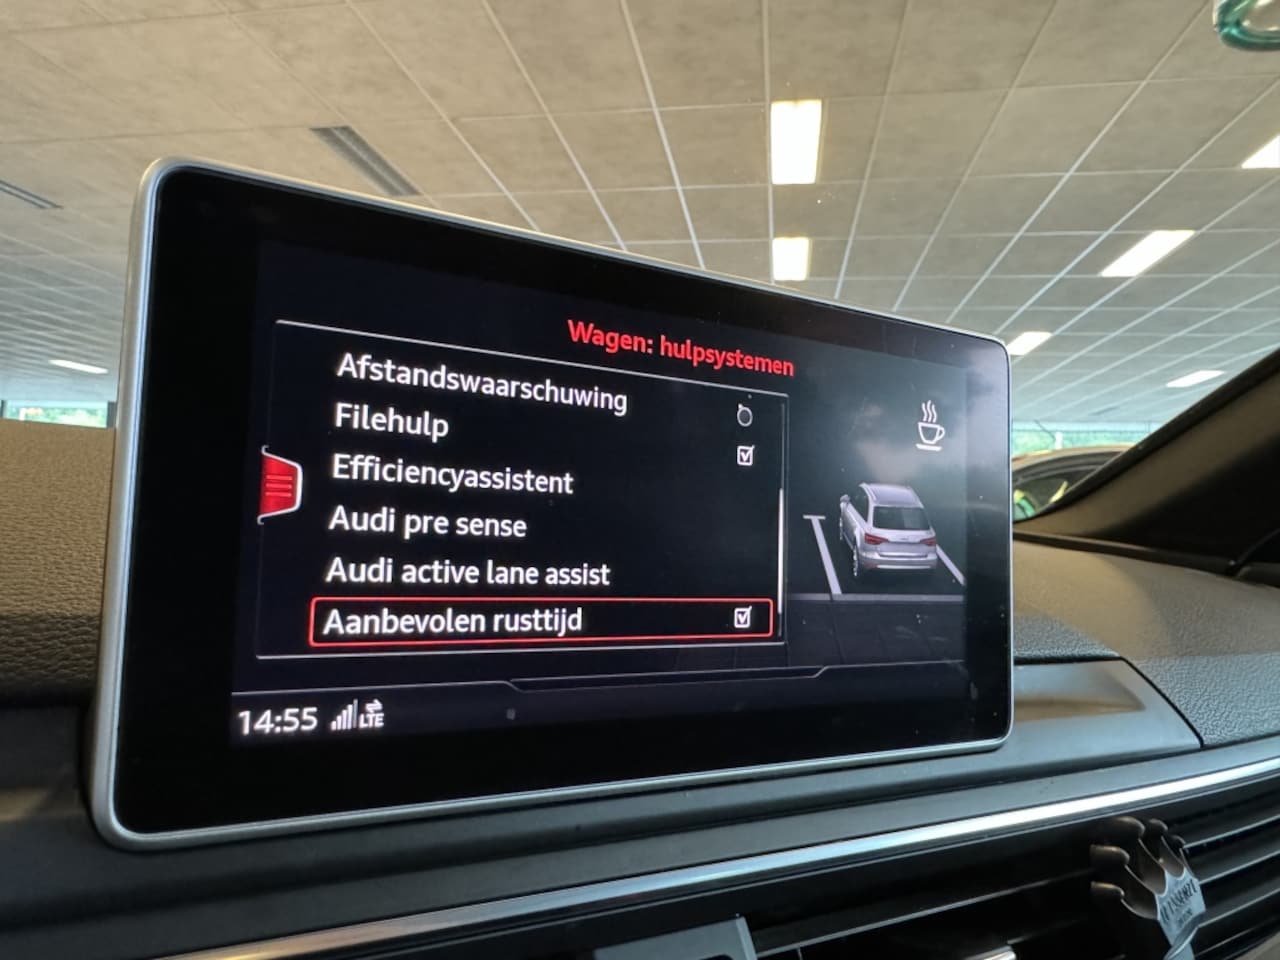 Wagen: hulpsystemen
Afstandswaarschuwing
Filehulp
Efficiencyassistent
Audi pre sense
Audi active lane assist
Aanbevolen rusttijd
14:55 LTE